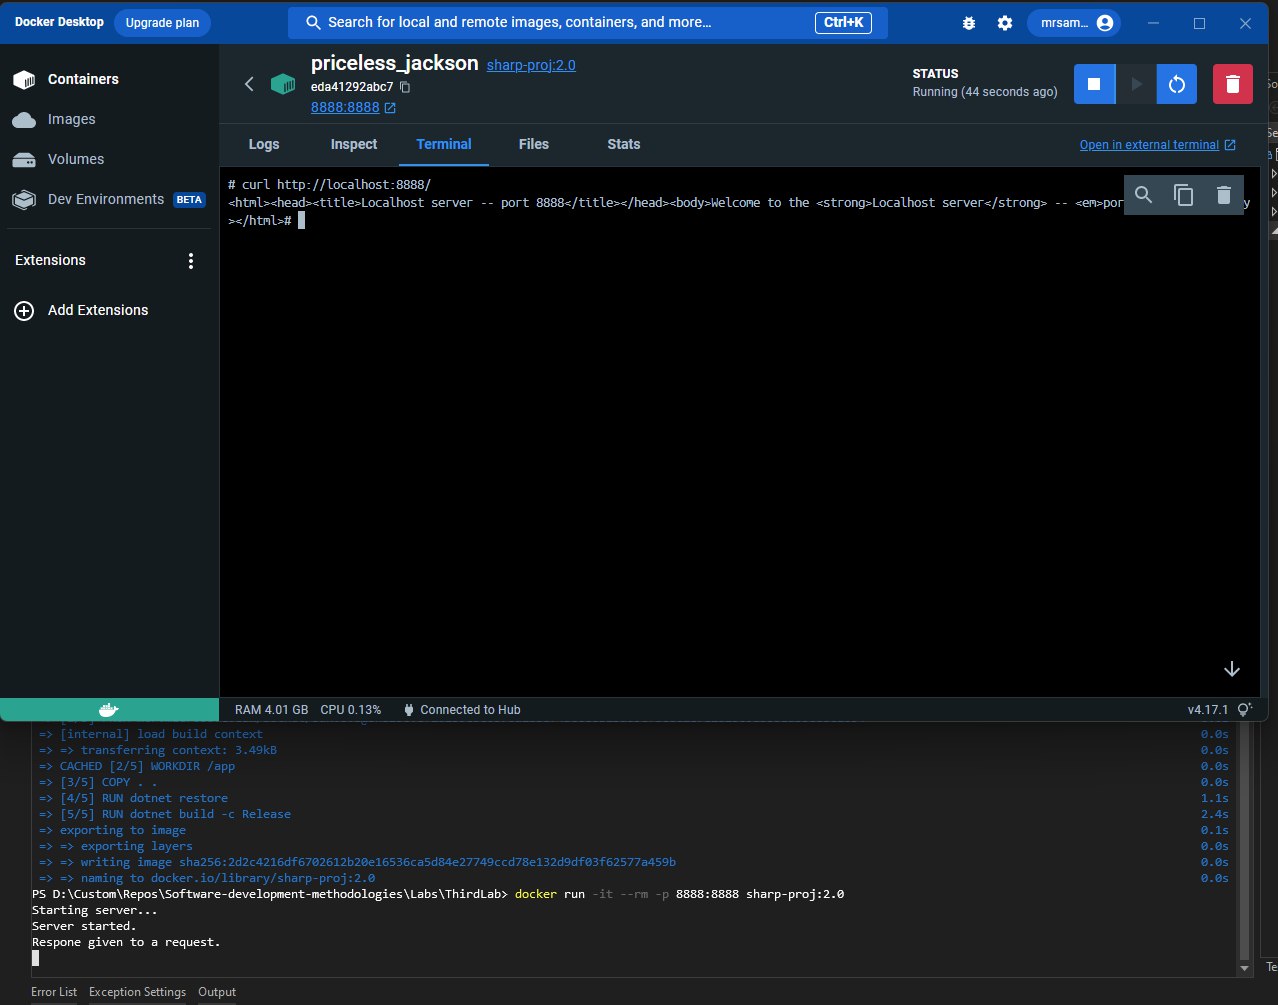 Docker Desktop Upgrade plan Search for local and remote images, containers, and more... Ctrl+K mrsam...
Containers
Images
Volumes
Dev Environments BETA
Extensions
Add Extensions
priceless_jackson sharp-proj:2.0
eda41292abc7
8888:8888
STATUS
Running (44 seconds ago)
Logs Inspect Terminal Files Stats Open in external terminal
# curl http://localhost:8888/
<html><head><title>Localhost server -- port 8888</title></head><body>Welcome to the <strong>Localhost server</strong> -- <em>por y
></html>#
RAM 4.01 GB CPU 0.13% Connected to Hub v4.17.1
=> [internal] load build context 0.0s
=> => transferring context: 3.49kB 0.0s
=> CACHED [2/5] WORKDIR /app 0.0s
=> [3/5] COPY . . 0.0s
=> [4/5] RUN dotnet restore 1.1s
=> [5/5] RUN dotnet build -c Release 2.4s
=> exporting to image 0.1s
=> => exporting layers 0.0s
=> => writing image sha256:2d2c4216df6702612b20e16536ca5d84e27749ccd78e132d9df03f62577a459b 0.0s
=> => naming to docker.io/library/sharp-proj:2.0 0.0s
PS D:\Custom\Repos\Software-development-methodologies\Labs\ThirdLab> docker run -it --rm -p 8888:8888 sharp-proj:2.0
Starting server...
Server started.
Respone given to a request.
Error List Exception Settings Output